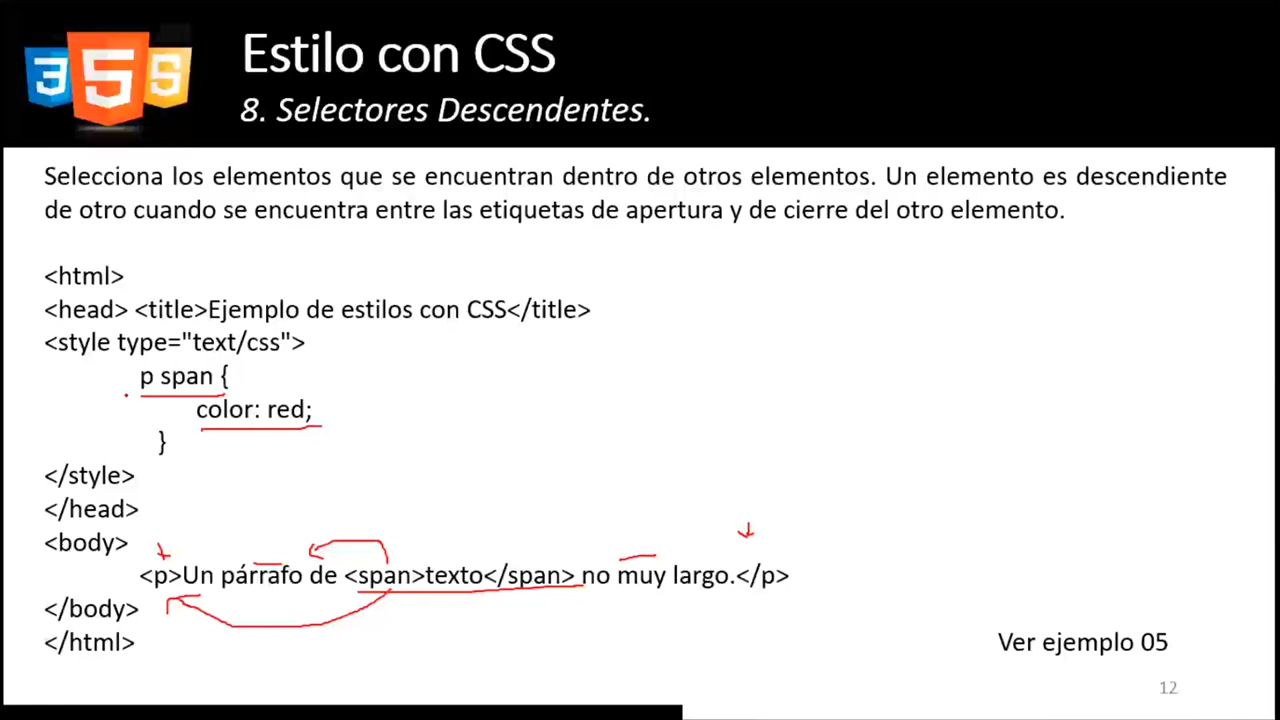 3 5 S
Estilo con CSS
8. Selectores Descendentes.
Selecciona los elementos que se encuentran dentro de otros elementos. Un elemento es descendiente
de otro cuando se encuentra entre las etiquetas de apertura y de cierre del otro elemento.
<html>
<head> <title>Ejemplo de estilos con CSS</title>
<style type="text/css">
p span {
color: red;
}
</style>
</head>
<body>
<p>Un párrafo de <span>texto</span> no muy largo.</p>
</body>
</html>
Ver ejemplo 05
12